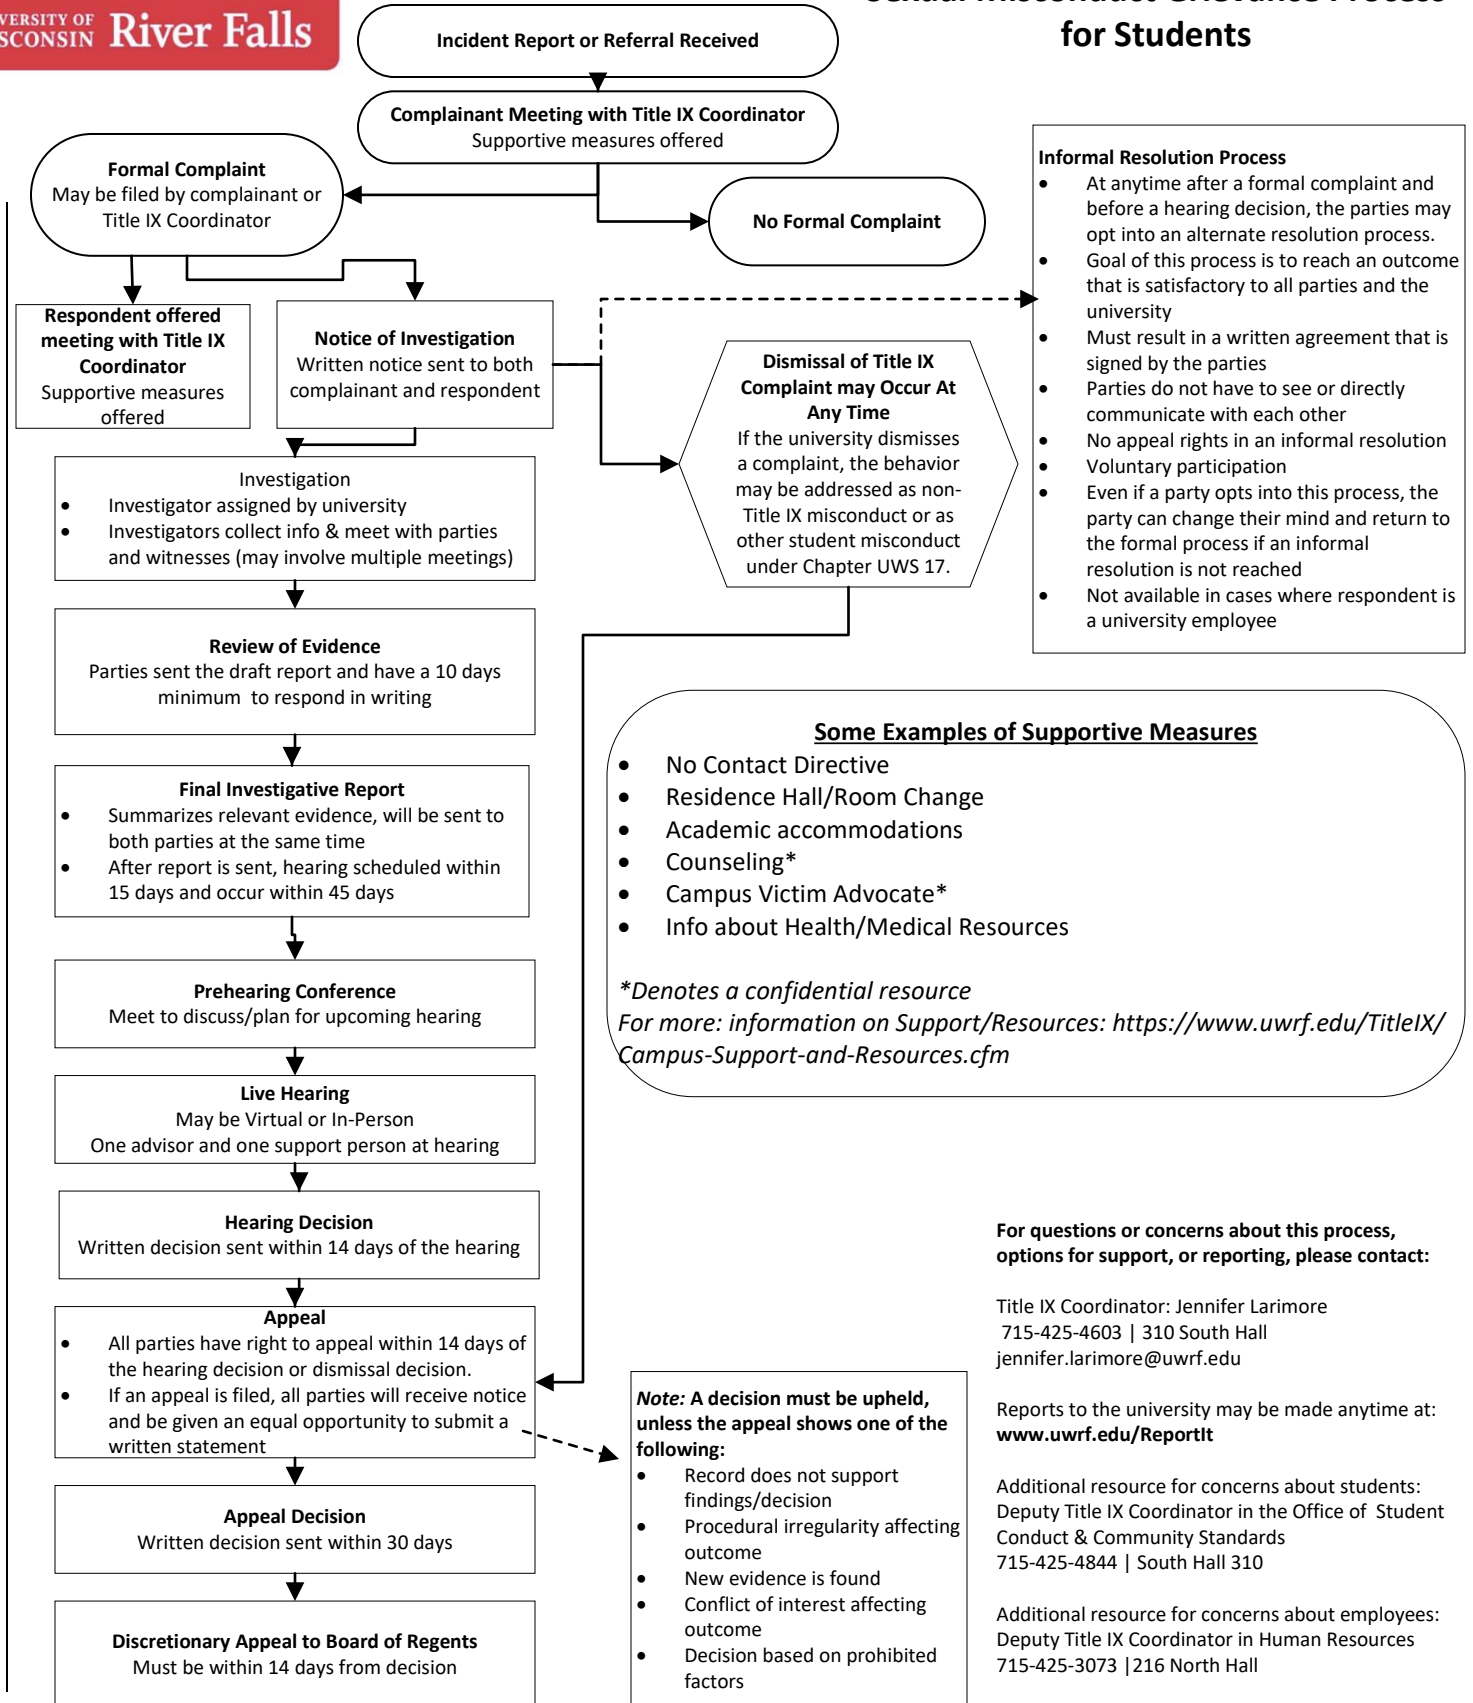 River Falls
for Students
Incident Report or Referral Received
Complainant Meeting with Title IX Coordinator
Supportive measures offered
Formal Complaint
May be filed by complainant or
Title IX Coordinator
No Formal Complaint
Informal Resolution Process
• At anytime after a formal complaint and
before a hearing decision, the parties may
opt into an alternate resolution process.
• Goal of this process is to reach an outcome
that is satisfactory to all parties and the
university
• Must result in a written agreement that is
signed by the parties
• Parties do not have to see or directly
communicate with each other
• No appeal rights in an informal resolution
• Voluntary participation
• Even if a party opts into this process, the
party can change their mind and return to
the formal process if an informal
resolution is not reached
• Not available in cases where respondent is
a university employee
Respondent offered
meeting with Title IX
Coordinator
Supportive measures
offered
Notice of Investigation
Written notice sent to both
complainant and respondent
Dismissal of Title IX
Complaint may Occur At
Any Time
If the university dismisses
a complaint, the behavior
may be addressed as non-
Title IX misconduct or as
other student misconduct
under Chapter UWS 17.
Investigation
• Investigator assigned by university
• Investigators collect info & meet with parties
and witnesses (may involve multiple meetings)
Review of Evidence
Parties sent the draft report and have a 10 days
minimum to respond in writing
Final Investigative Report
• Summarizes relevant evidence, will be sent to
both parties at the same time
• After report is sent, hearing scheduled within
15 days and occur within 45 days
Some Examples of Supportive Measures
• No Contact Directive
• Residence Hall/Room Change
• Academic accommodations
• Counseling*
• Campus Victim Advocate*
• Info about Health/Medical Resources
*Denotes a confidential resource
For more: information on Support/Resources: https://www.uwrf.edu/TitleIX/
Campus-Support-and-Resources.cfm
Prehearing Conference
Meet to discuss/plan for upcoming hearing
Live Hearing
May be Virtual or In-Person
One advisor and one support person at hearing
Hearing Decision
Written decision sent within 14 days of the hearing
Appeal
• All parties have right to appeal within 14 days of
the hearing decision or dismissal decision.
• If an appeal is filed, all parties will receive notice
and be given an equal opportunity to submit a
written statement
Appeal Decision
Written decision sent within 30 days
Discretionary Appeal to Board of Regents
Must be within 14 days from decision
Note: A decision must be upheld,
unless the appeal shows one of the
following:
• Record does not support
findings/decision
• Procedural irregularity affecting
outcome
• New evidence is found
• Conflict of interest affecting
outcome
• Decision based on prohibited
factors
For questions or concerns about this process,
options for support, or reporting, please contact:
Title IX Coordinator: Jennifer Larimore
715-425-4603 | 310 South Hall
jennifer.larimore@uwrf.edu
Reports to the university may be made anytime at:
www.uwrf.edu/ReportIt
Additional resource for concerns about students:
Deputy Title IX Coordinator in the Office of Student
Conduct & Community Standards
715-425-4844 | South Hall 310
Additional resource for concerns about employees:
Deputy Title IX Coordinator in Human Resources
715-425-3073 |216 North Hall